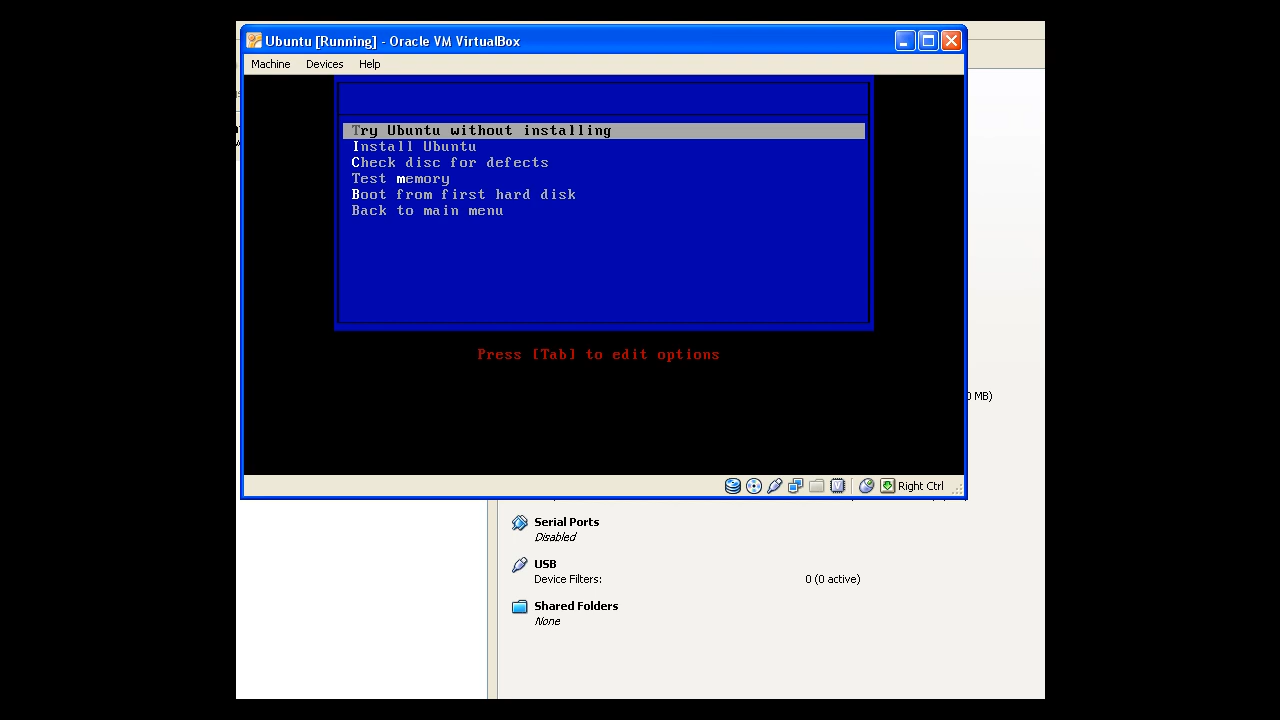 Ubuntu [Running] - Oracle VM VirtualBox
Machine Devices Help
Try Ubuntu without installing
Install Ubuntu
Check disc for defects
Test memory
Boot from first hard disk
Back to main menu
Press [Tab] to edit options
MB)
Right Ctrl
Serial Ports
Disabled
USB
Device Filters: 0 (0 active)
Shared Folders
None